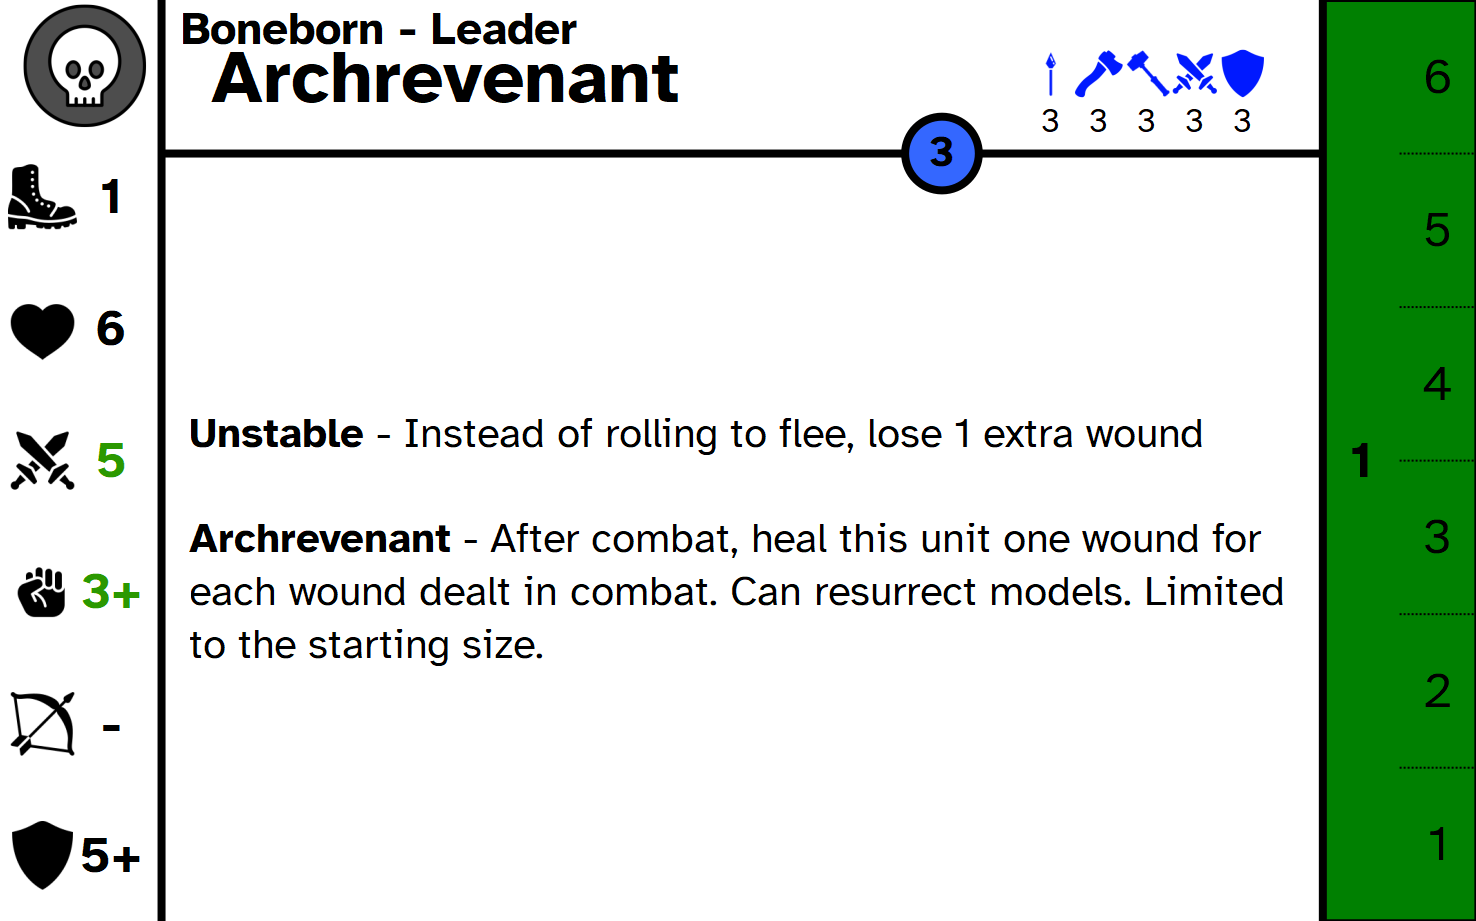 Boneborn - Leader
Archrevenant
3 3 3 3 3
3
1
6
5
3+
-
5+
Unstable - Instead of rolling to flee, lose 1 extra wound
Archrevenant - After combat, heal this unit one wound for
each wound dealt in combat. Can resurrect models. Limited
to the starting size.
1
6
5
4
3
2
1